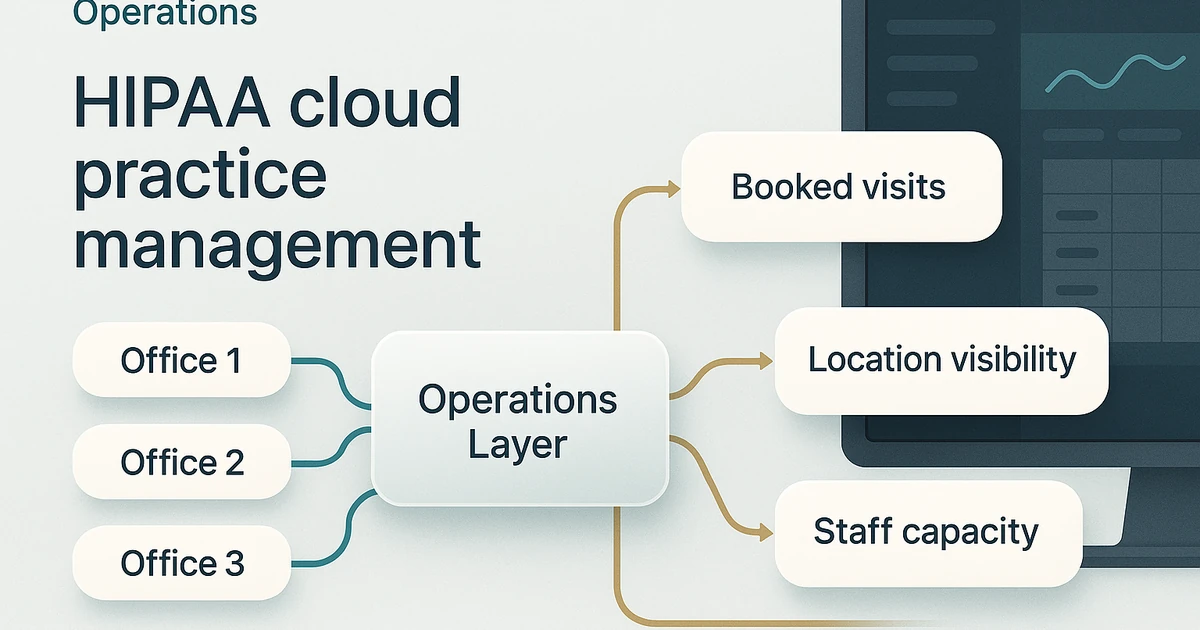 Operations
HIPAA cloud
practice
management
Office 1
Office 2
Office 3
Operations
Layer
Booked visits
Location visibility
Staff capacity